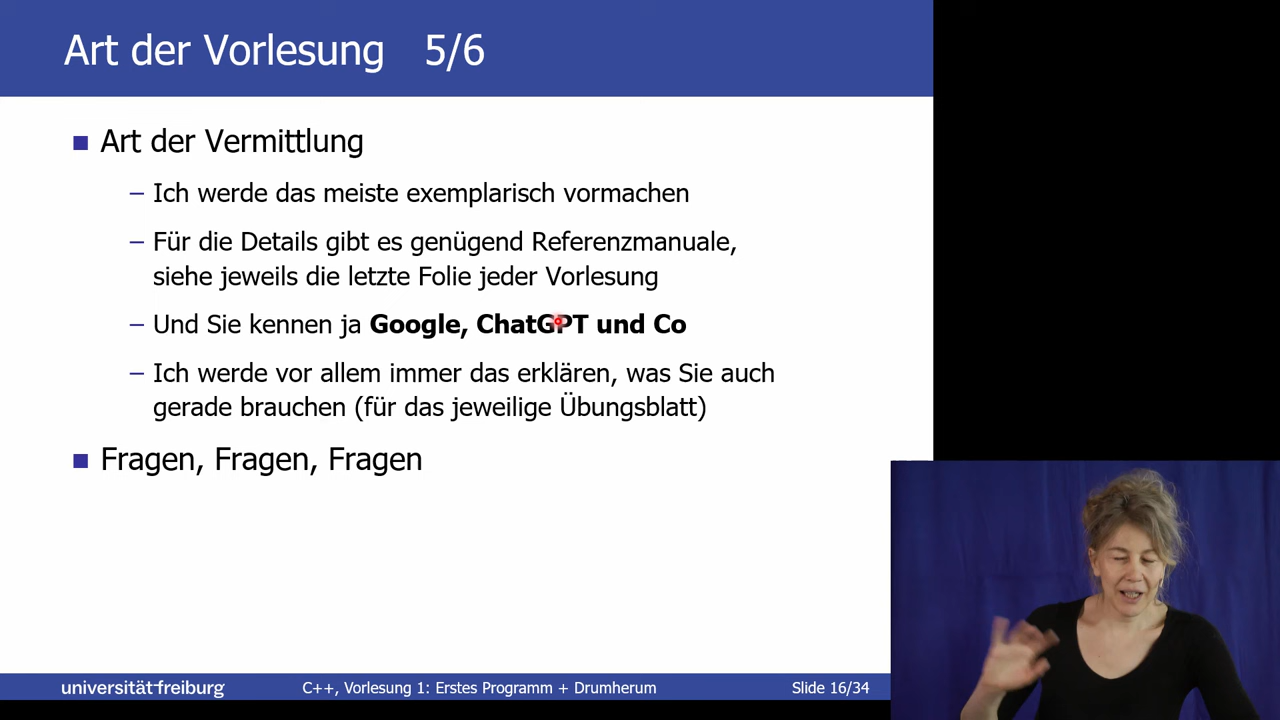 Art der Vorlesung 5/6
■ Art der Vermittlung
– Ich werde das meiste exemplarisch vormachen
– Für die Details gibt es genügend Referenzmanuale,
siehe jeweils die letzte Folie jeder Vorlesung
– Und Sie kennen ja Google, ChatGPT und Co
– Ich werde vor allem immer das erklären, was Sie auch
gerade brauchen (für das jeweilige Übungsblatt)
■ Fragen, Fragen, Fragen
universität freiburg C++, Vorlesung 1: Erstes Programm + Drumherum Slide 16/34